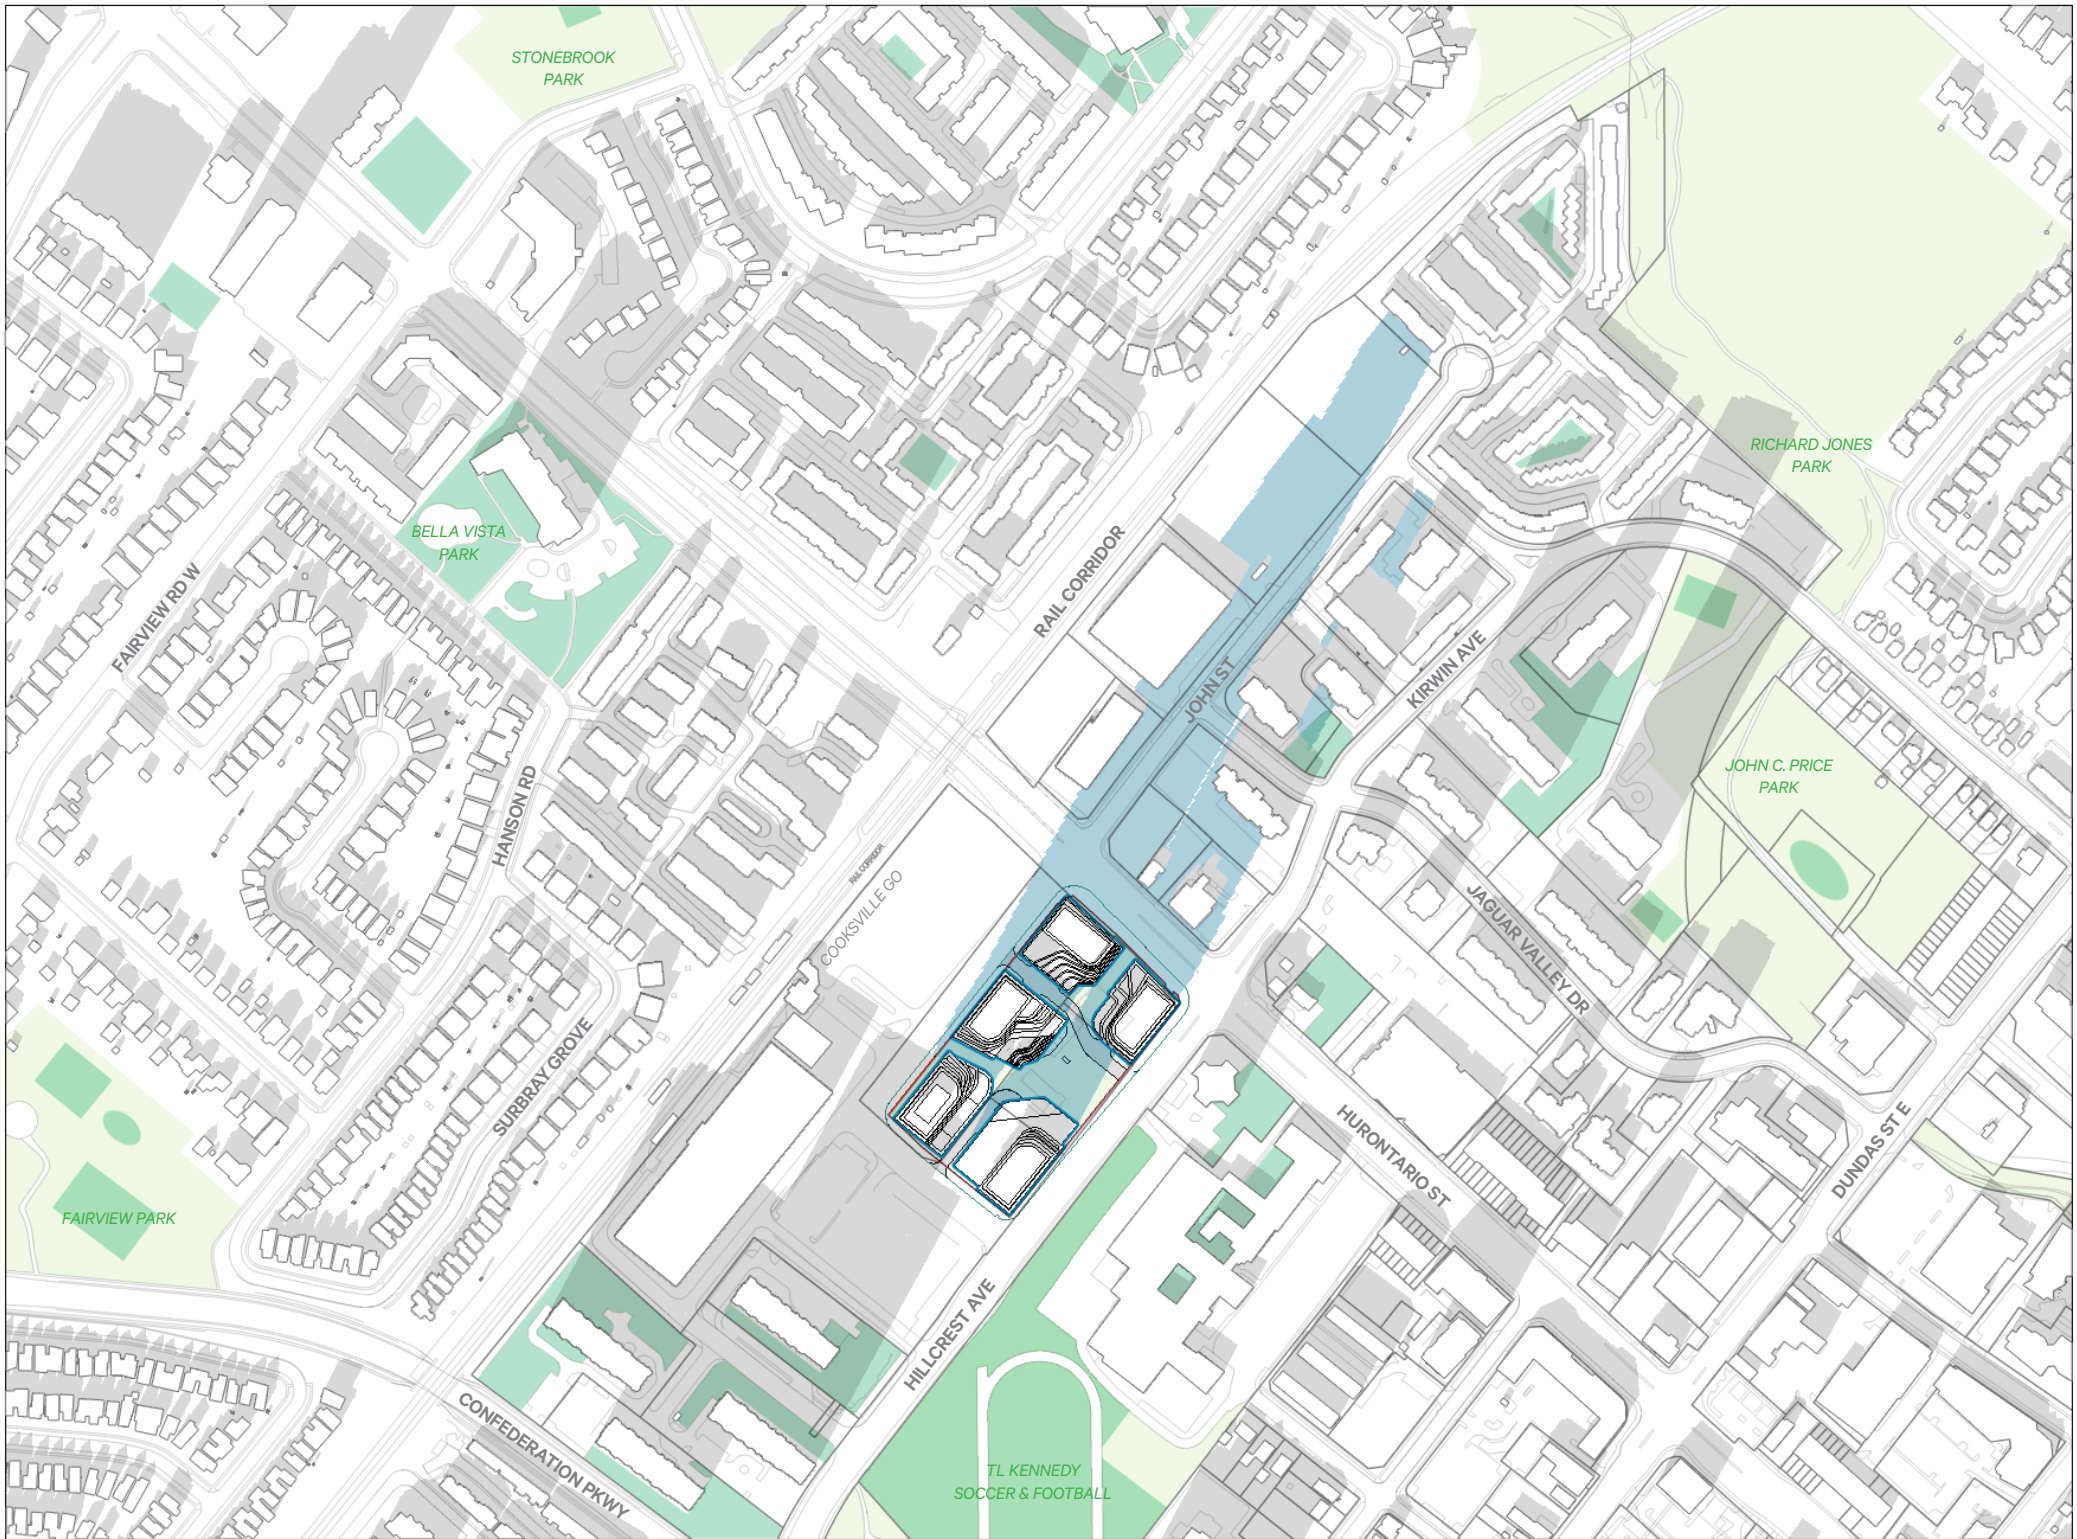 STONEBROOK
PARK
RICHARD JONES
PARK
BELLA VISTA
PARK
RAIL CORRIDOR
FAIRVIEW RD W
JOHN ST
KIRWIN AVE
JOHN C. PRICE
PARK
HANSON RD
RAIL CORRIDOR
COOKSVILLE GO
JAGUAR VALLEY DR
SURBRAY GROVE
HURONTARIO ST
DUNDAS ST E
FAIRVIEW PARK
HILLCREST AVE
CONFEDERATION PKWY
TL KENNEDY
SOCCER & FOOTBALL